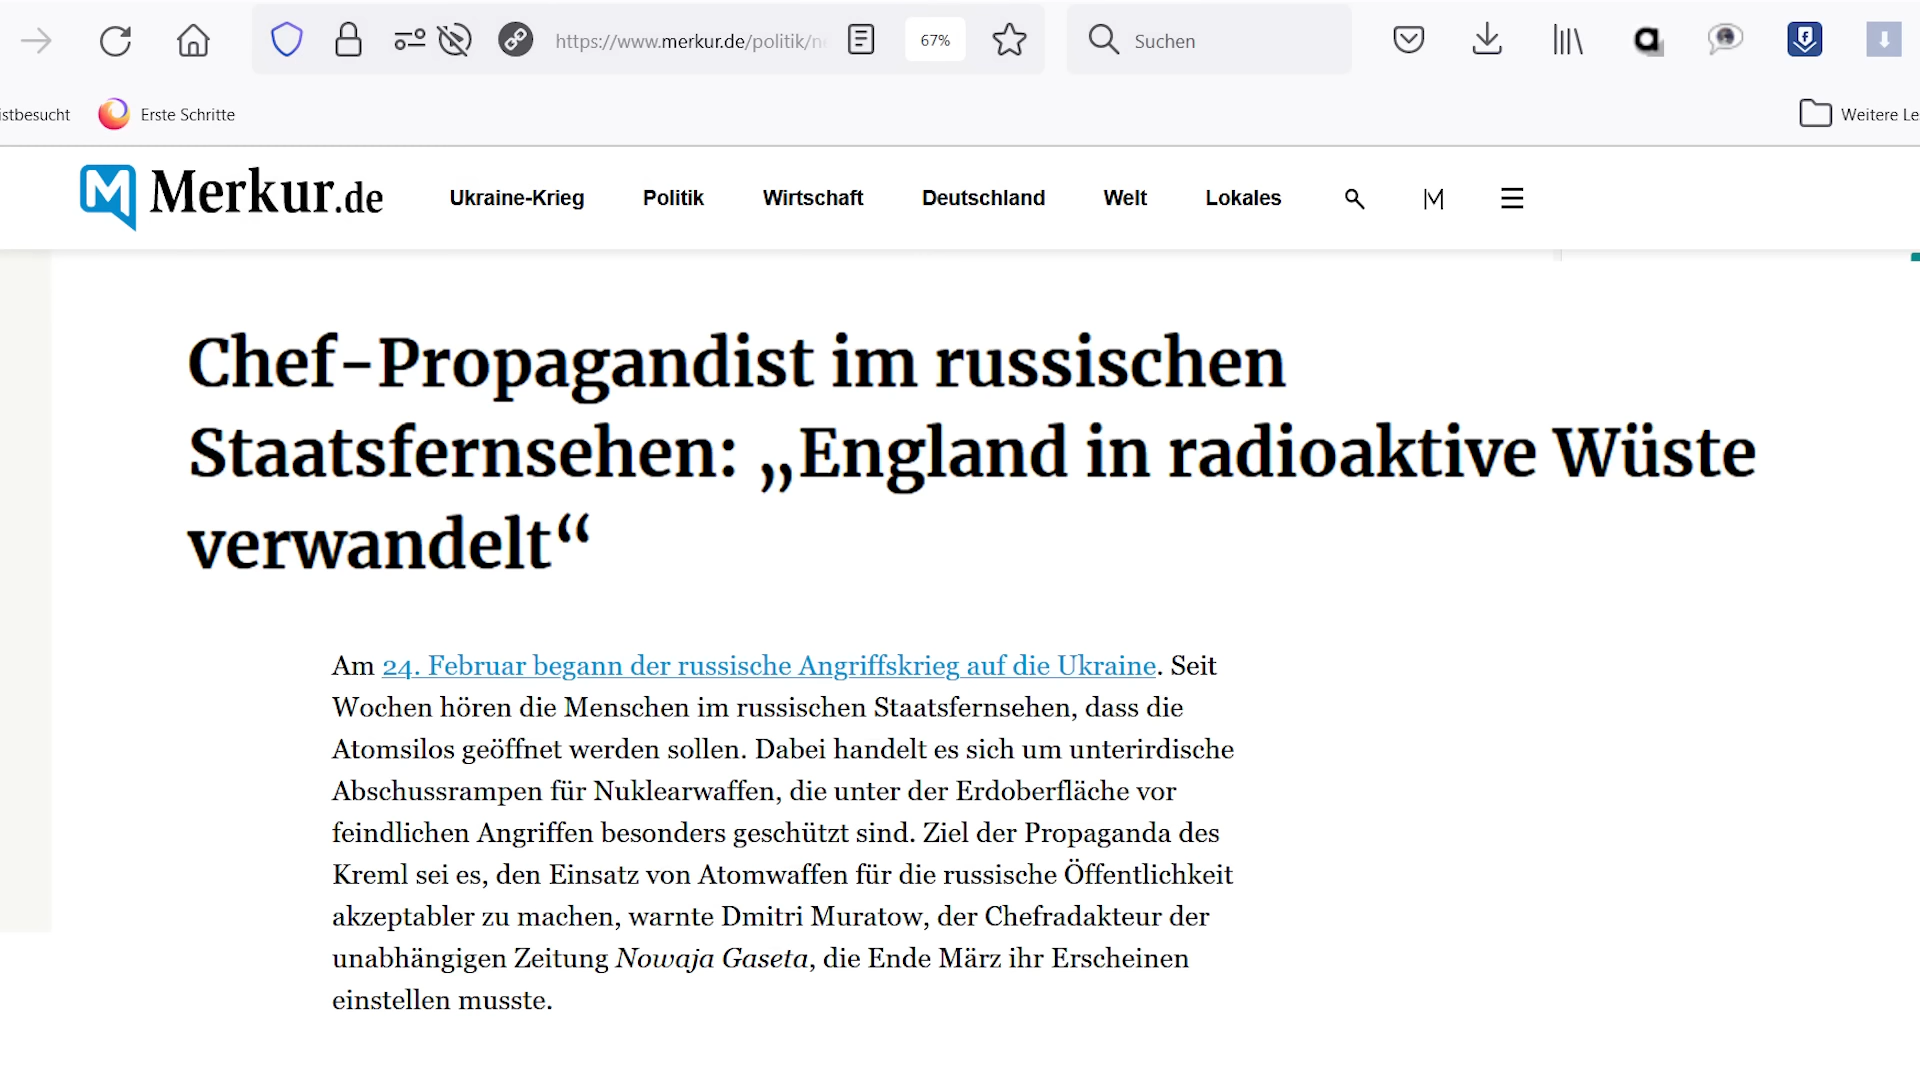 https://www.merkur.de/politik/n
67%
Suchen
istbesucht
Erste Schritte
Weitere Le
Merkur.de
Ukraine-Krieg
Politik
Wirtschaft
Deutschland
Welt
Lokales
Chef-Propagandist im russischen
Staatsfernsehen: „England in radioaktive Wüste
verwandelt“
Am 24. Februar begann der russische Angriffskrieg auf die Ukraine. Seit
Wochen hören die Menschen im russischen Staatsfernsehen, dass die
Atomsilos geöffnet werden sollen. Dabei handelt es sich um unterirdische
Abschussrampen für Nuklearwaffen, die unter der Erdoberfläche vor
feindlichen Angriffen besonders geschützt sind. Ziel der Propaganda des
Kreml sei es, den Einsatz von Atomwaffen für die russische Öffentlichkeit
akzeptabler zu machen, warnte Dmitri Muratow, der Chefradakteur der
unabhängigen Zeitung Nowaja Gaseta, die Ende März ihr Erscheinen
einstellen musste.